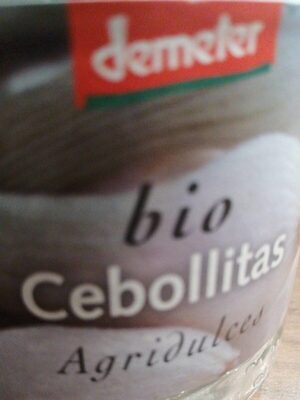 demeter
bio
Cebollitas
Agridulces